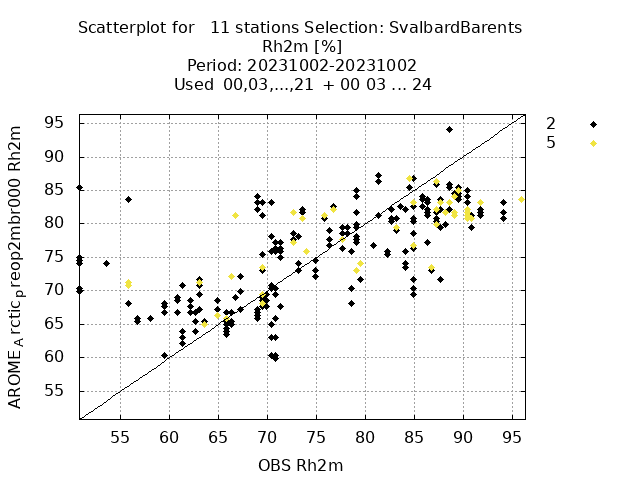 Scatterplot for 11 stations Selection: SvalbardBarents
Rh2m [%]
Period: 20231002-20231002
Used 00,03,...,21 + 00 03 ... 24
AROME_Arctic_preop2mbr000 Rh2m
95
90
85
80
75
70
65
60
55
2
5
55 60 65 70 75 80 85 90 95
OBS Rh2m